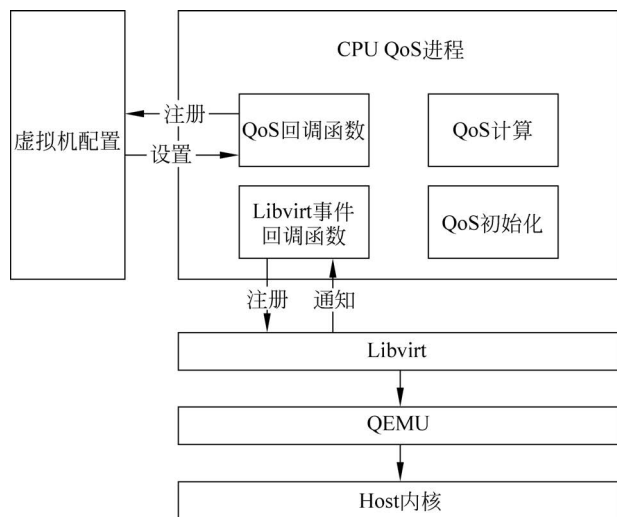 CPU QoS进程
虚拟机配置
注册
设置
QoS回调函数
QoS计算
Libvirt事件
回调函数
QoS初始化
注册
通知
Libvirt
QEMU
Host内核